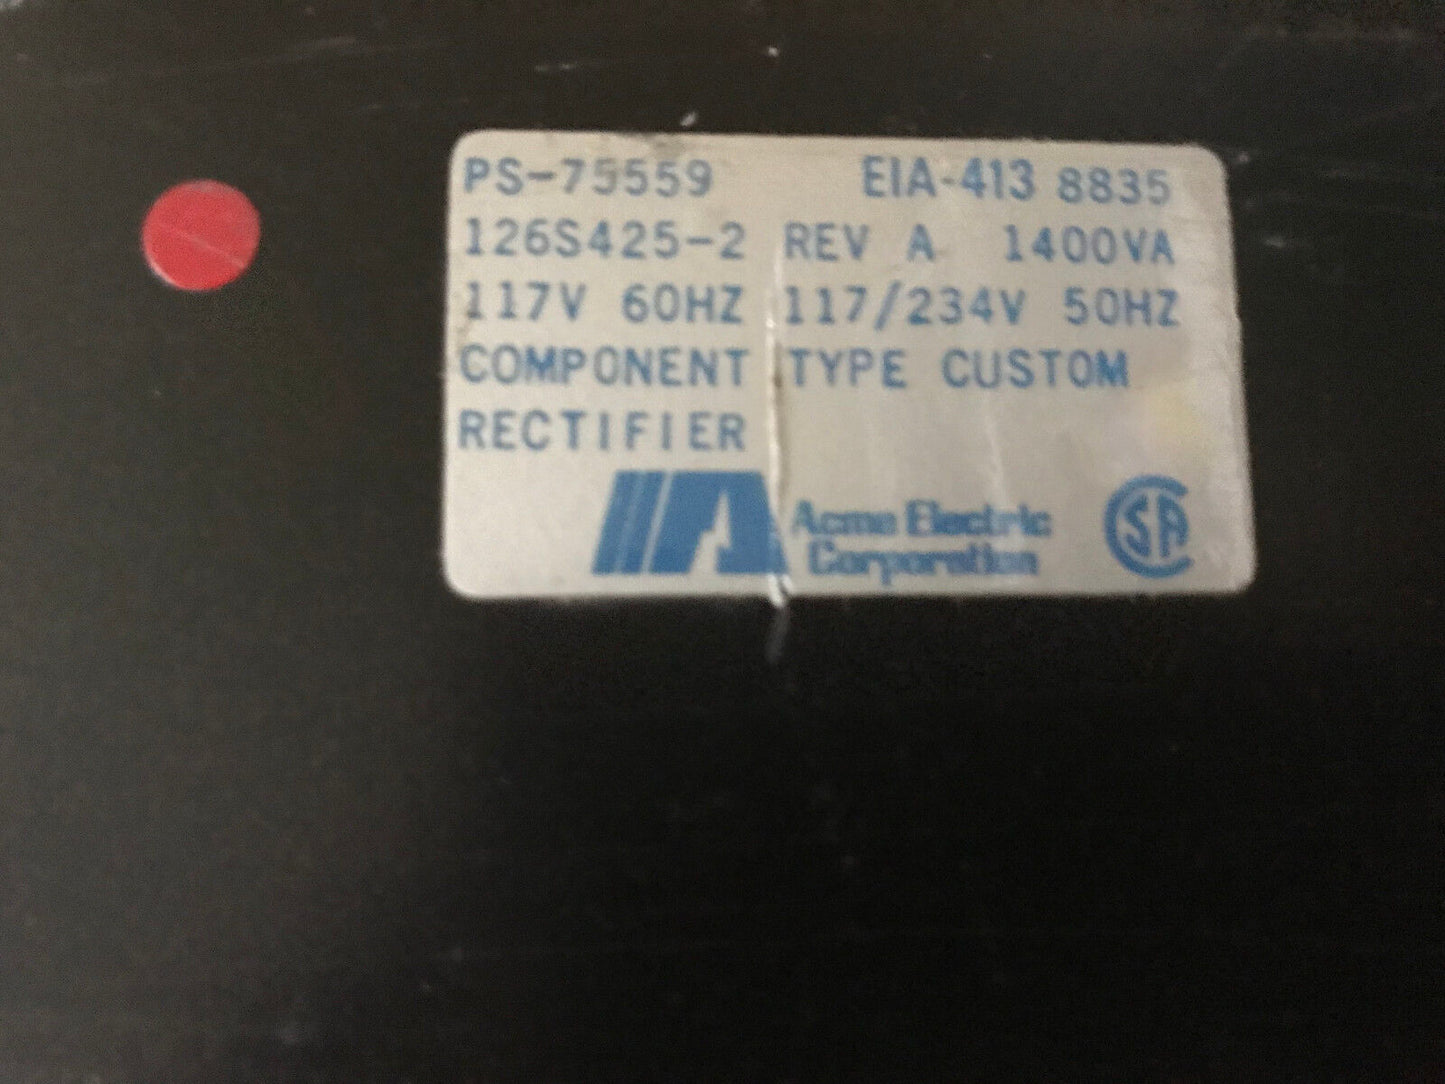 PS-75559 EIA-413 8835
126S425-2 REV A 1400VA
117V 60HZ 117/234V 50HZ
COMPONENT TYPE CUSTOM
RECTIFIER
Acme Electric
Corporation
SA